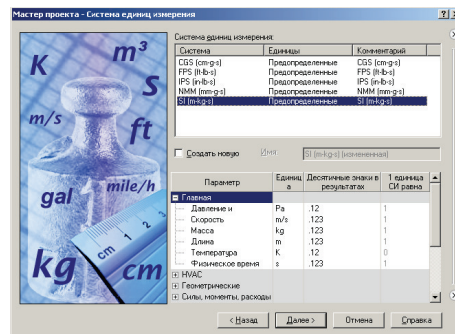 Мастер проекта - Система единиц измерения
Система единиц измерения:
Система Единицы Комментарий
CGS (cm-g-s) Предопределенные CGS (cm-g-s)
FPS (ft-lb-s) Предопределенные FPS (ft-lb-s)
IPS (in-lb-s) Предопределенные IPS (in-lb-s)
NMM (mm-g-s) Предопределенные NMM (mm-g-s)
SI (m-kg-s) Предопределенные SI (m-kg-s)
Создать новую Имя: SI (m-kg-s) (измененная)
Параметр Единица Десятичные знаки в результатах 1 единица СИ равна
Главная
Давление и Pa .12 1
Скорость m/s .123 1
Масса kg .123 1
Длина m .123 1
Температура K .12 0
Физическое время s .123 1
HVAC
Геометрические
Силы, моменты, расходы
< Назад Далее > Отмена Справка
K m³
S
m/s ft
gal mile/h
cm 1 2 3
kg cm